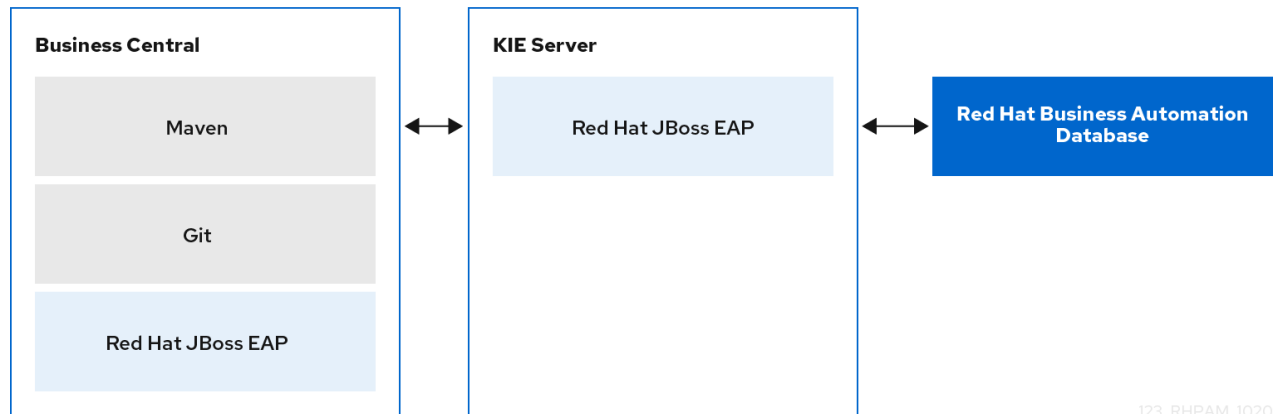 Business Central
Maven
Git
Red Hat JBoss EAP
KIE Server
Red Hat JBoss EAP
Red Hat Business Automation
Database
123_RHPAM_1020